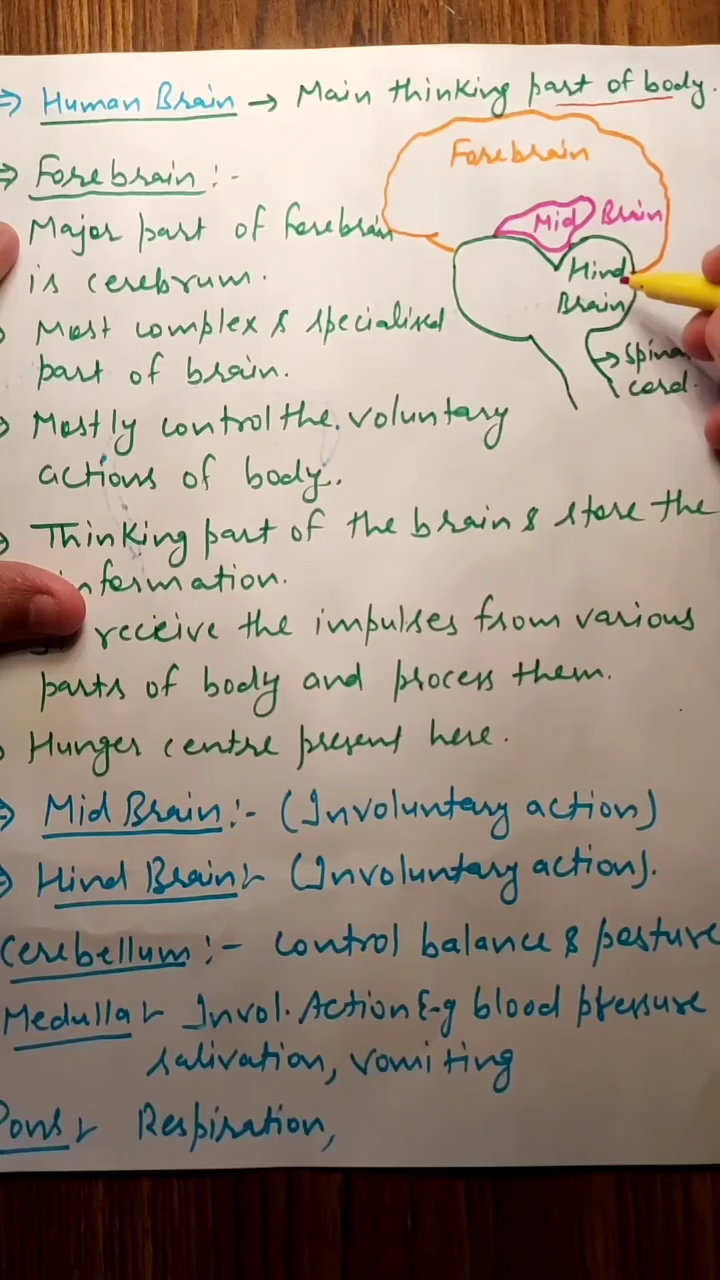 ⇒ Human Brain → Main thinking part of body.
⇒ Forebrain :-
Forebrain
Major part of forebrain
is cerebrum.
Mid Brain
Hind
Brain
→ Spinal
cord.
Most complex & specialised
part of brain.
Mostly control the voluntary
actions of body.
Thinking part of the brain & store the
information.
receive the impulses from various
parts of body and process them.
Hunger centre present here.
⇒ Mid Brain :- (Involuntary action)
⇒ Hind Brain :- (Involuntary action).
Cerebellum :- control balance & posture
Medulla :- Invol. Action E-g blood pressure
salivation, vomiting
Pons :- Respiration,